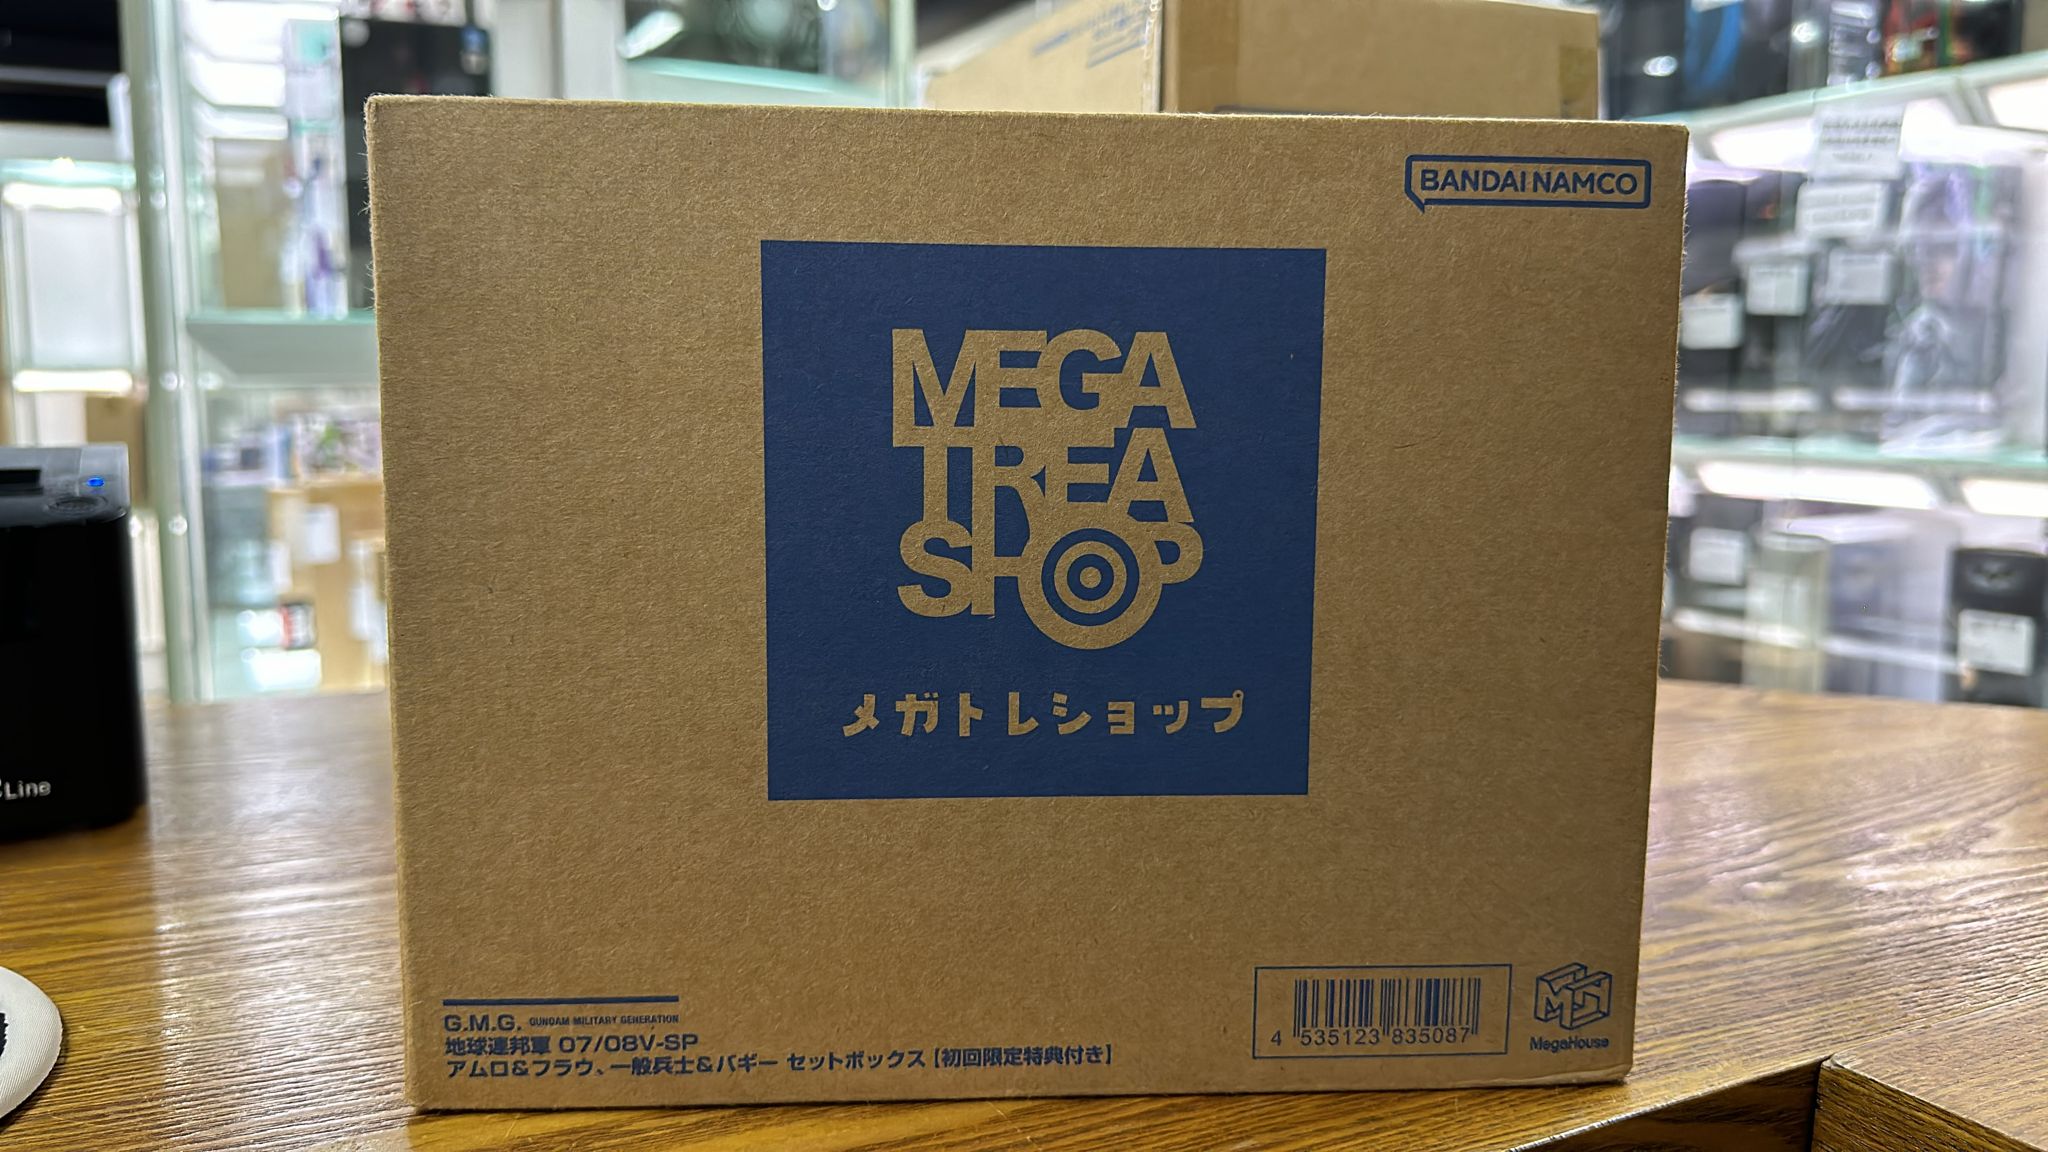 BANDAI NAMCO
MEGA
TREA
SHOP
メガトレショップ
G.M.G. GUNDAM MILITARY GENERATION
地球連邦軍 07/08V-SP
アムロ&フラウ、一般兵士&バギー セットボックス【初回限定特典付き】
4 535123 835087
MegaHouse
Line